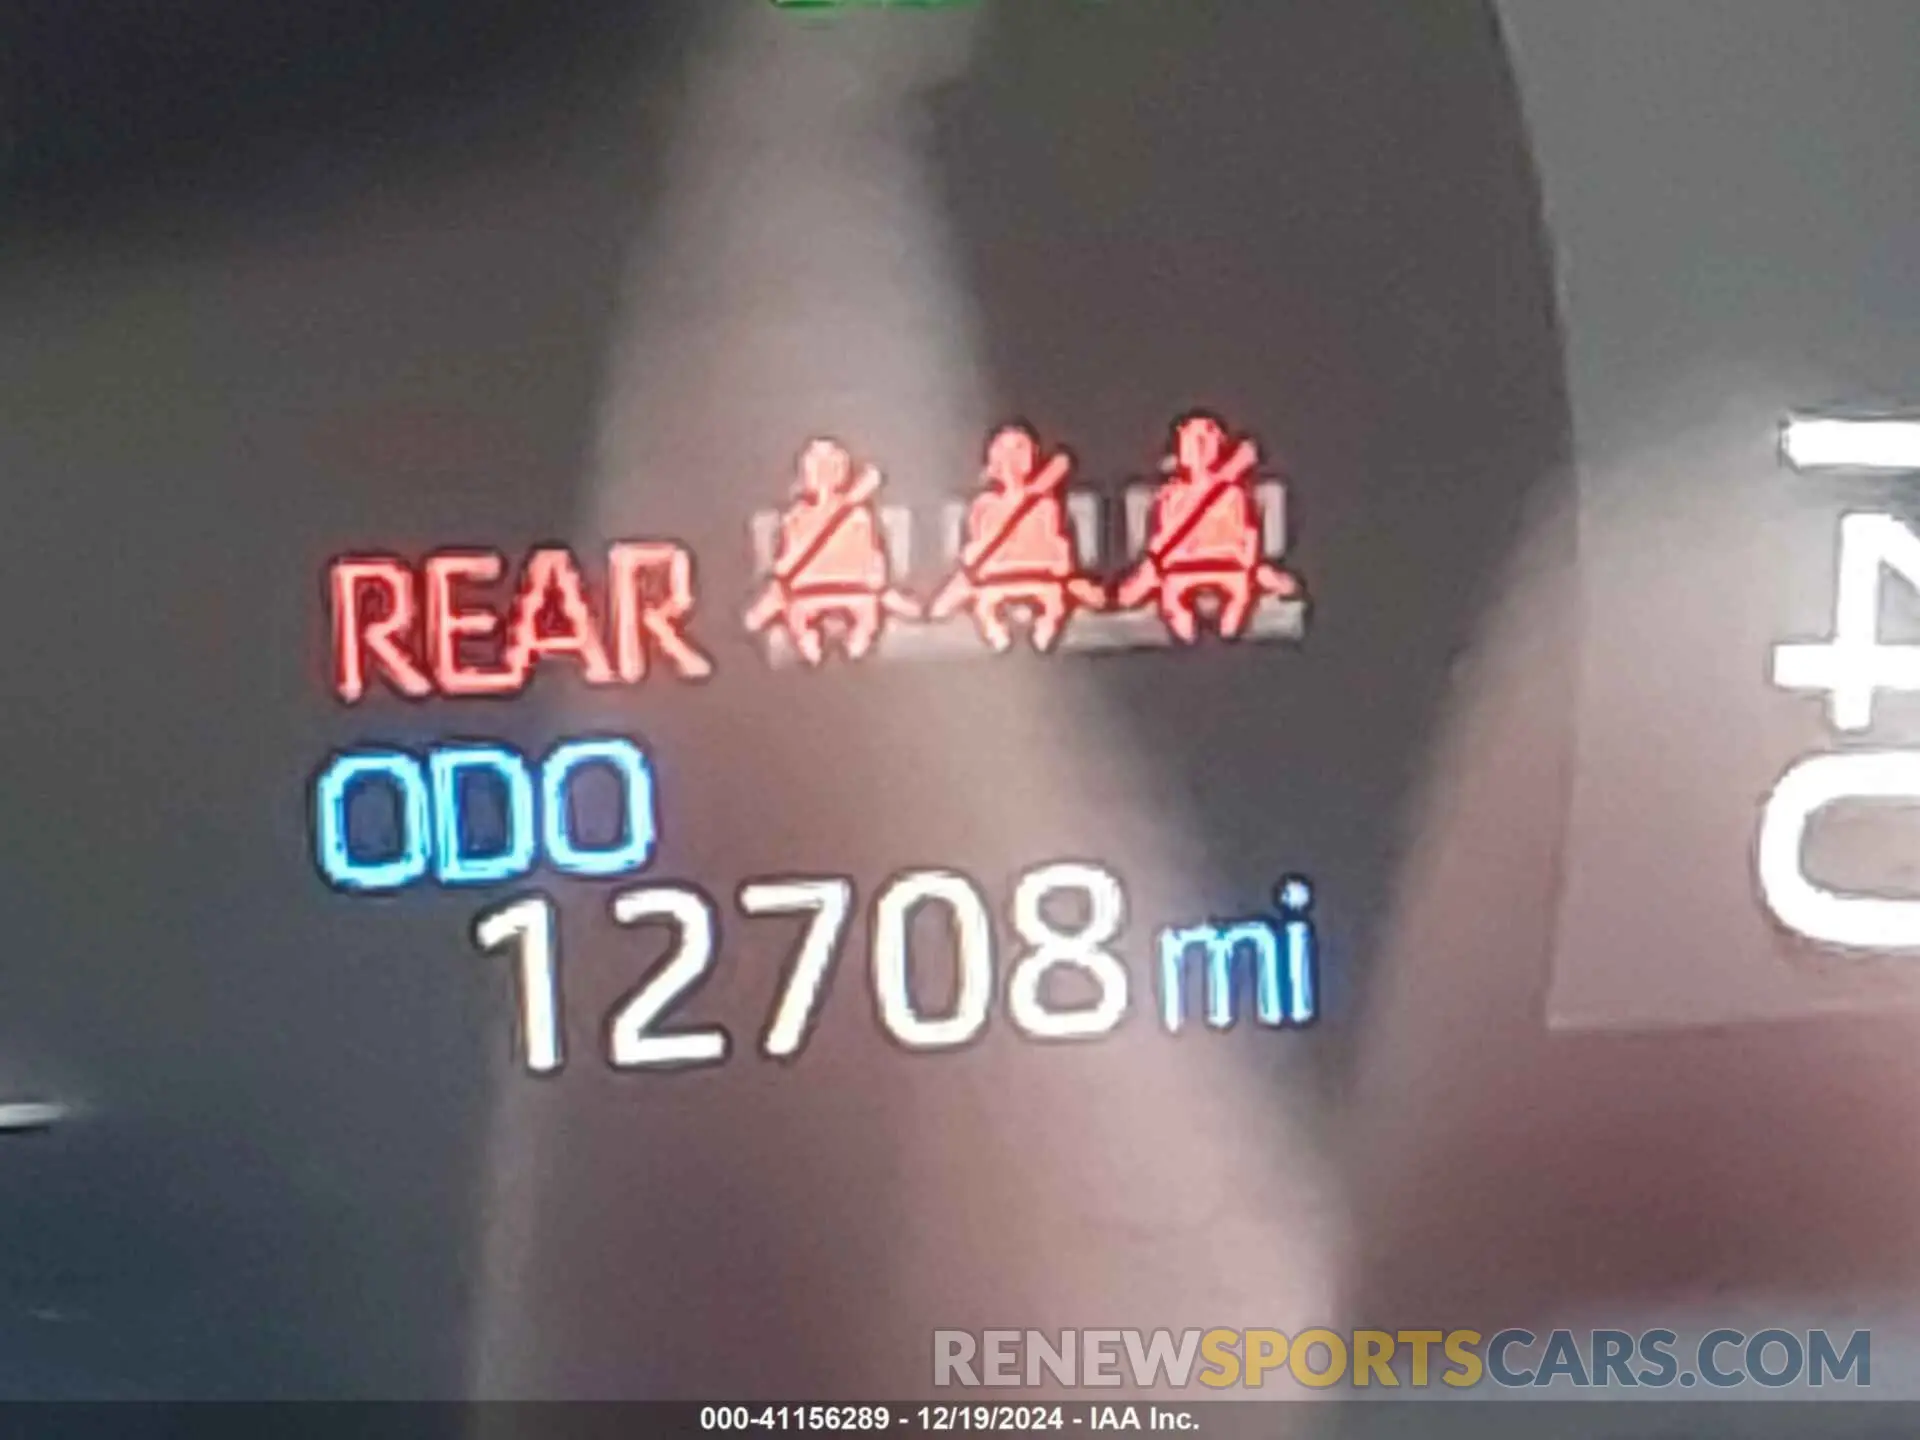 REAR
ODO
12708 mi
RENEWSPORTSCARS.COM
000-41156289 - 12/19/2024 - IAA Inc.